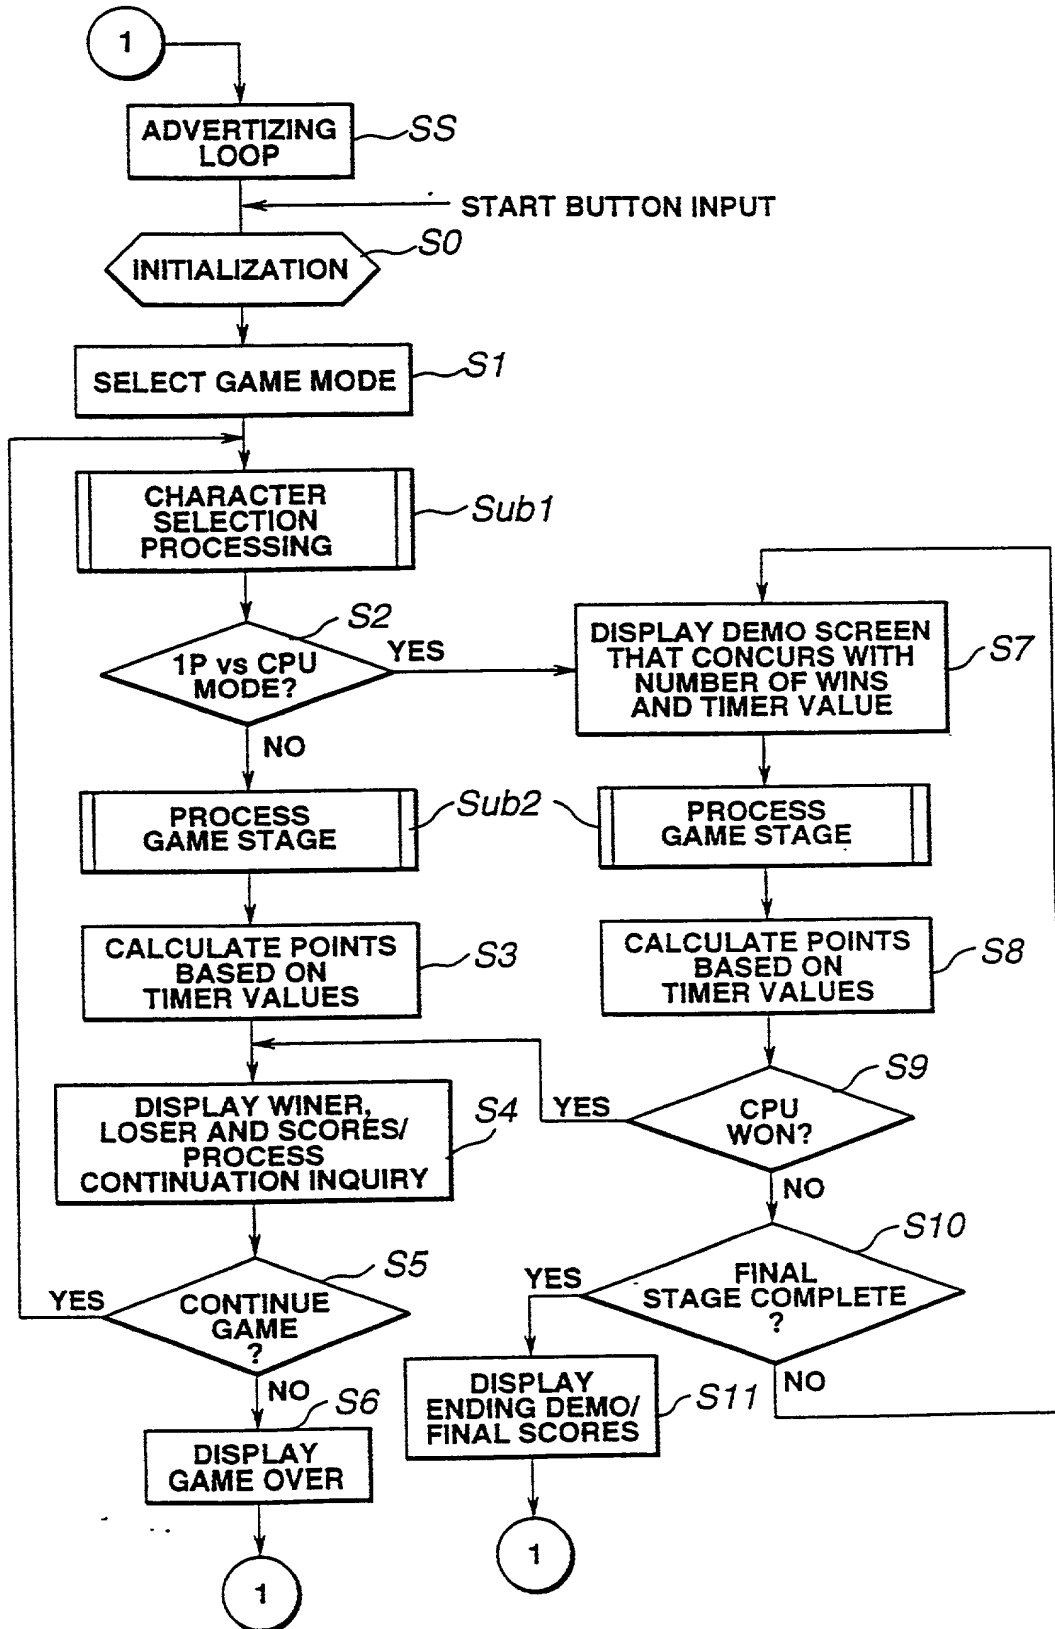 1
ADVERTIZING
LOOP
SS
START BUTTON INPUT
S0
INITIALIZATION
S1
SELECT GAME MODE
CHARACTER
SELECTION
PROCESSING
Sub1
S2
1P vs CPU
MODE?
YES
NO
DISPLAY DEMO SCREEN
THAT CONCURS WITH
NUMBER OF WINS
AND TIMER VALUE
S7
PROCESS
GAME STAGE
Sub2
PROCESS
GAME STAGE
CALCULATE POINTS
BASED ON
TIMER VALUES
S3
CALCULATE POINTS
BASED ON
TIMER VALUES
S8
DISPLAY WINER,
LOSER AND SCORES/
PROCESS
CONTINUATION INQUIRY
S4
S9
CPU
WON?
YES
NO
S5
CONTINUE
GAME
?
YES
NO
S10
FINAL
STAGE COMPLETE
?
YES
NO
S6
DISPLAY
GAME OVER
DISPLAY
ENDING DEMO/
FINAL SCORES
S11
1
1